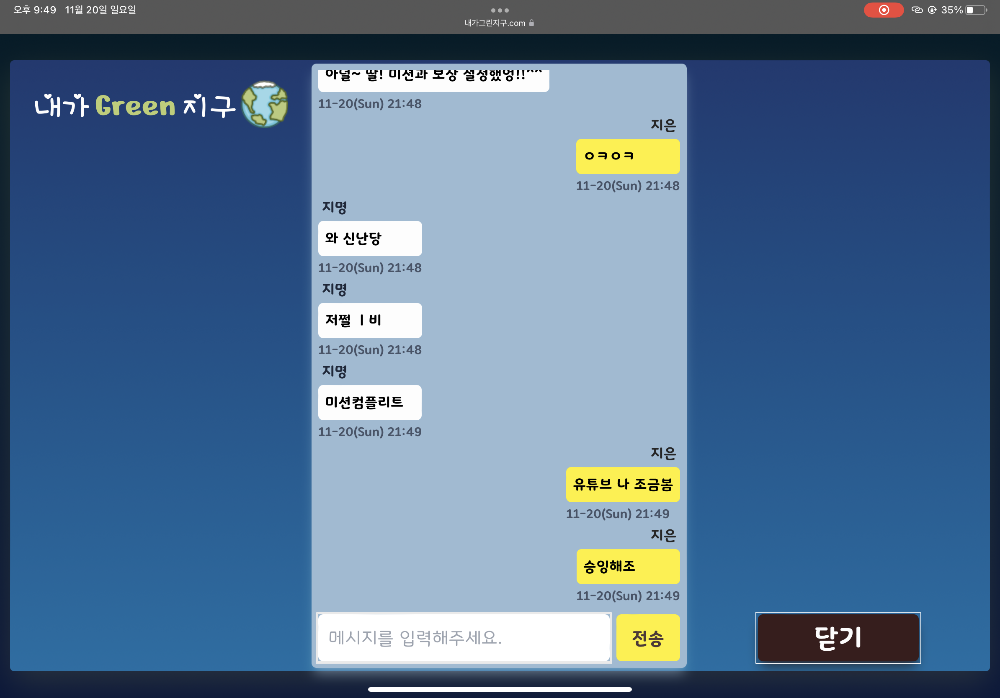 오후 9:49 11월 20일 일요일
35%
내가그린지구.com
내가 Green 지구
아덜~ 딸! 미션과 보상 설정했엉!!^^
11-20(Sun) 21:48
지은
ㅇㅋㅇㅋ
11-20(Sun) 21:48
지명
와 신난당
11-20(Sun) 21:48
지명
저쩔 ㅣ비
11-20(Sun) 21:48
지명
미션컴플리트
11-20(Sun) 21:49
지은
유튜브 나 조금봄
11-20(Sun) 21:49
지은
승잉해조
11-20(Sun) 21:49
메시지를 입력해주세요.
전송
닫기